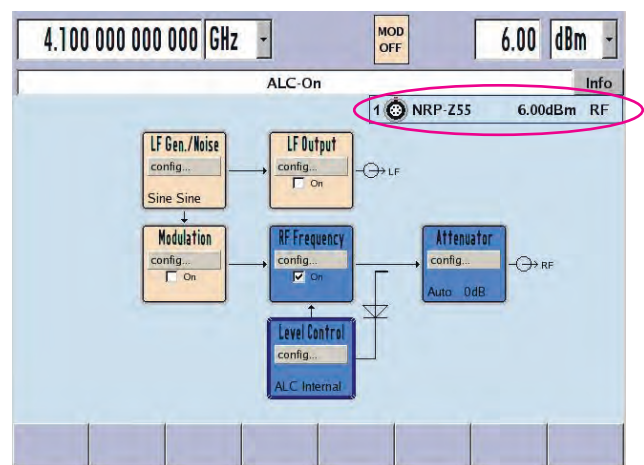 4.100 000 000 000 GHz MOD OFF 6.00 dBm
ALC-On Info
1 NRP-Z55 6.00dBm RF
LF Gen./Noise
config...
Sine Sine
LF Output
config...
On
LF
Modulation
config...
On
RF Frequency
config...
On
Attenuator
config...
Auto 0dB
RF
Level Control
config...
ALC Internal